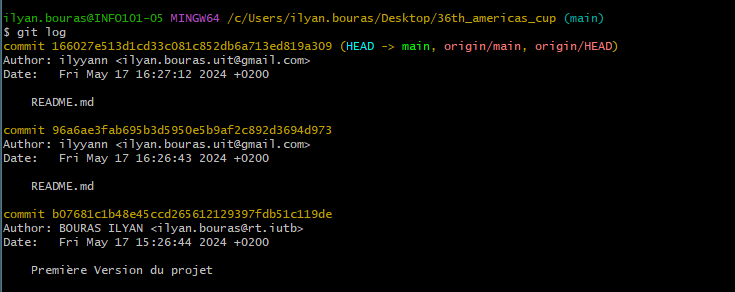 ilyan.bouras@INFO101-05 MINGW64 /c/Users/ilyan.bouras/Desktop/36th_americas_cup (main)
$ git log
commit 166027e513d1cd33c081c852db6a713ed819a309 (HEAD -> main, origin/main, origin/HEAD)
Author: ilyyann <ilyan.bouras.uit@gmail.com>
Date:   Fri May 17 16:27:12 2024 +0200
README.md
commit 96a6ae3fab695b3d5950e5b9af2c892d3694d973
Author: ilyyann <ilyan.bouras.uit@gmail.com>
Date:   Fri May 17 16:26:43 2024 +0200
README.md
commit b07681c1b48e45ccd265612129397fdb51c119de
Author: BOURAS ILYAN <ilyan.bouras@rt.iutb>
Date:   Fri May 17 15:26:44 2024 +0200
Première Version du projet